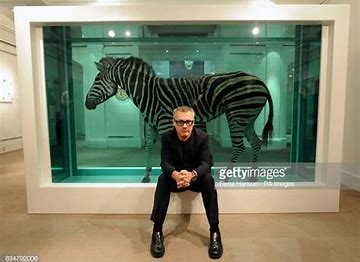 gettyimages
Fiona Hanson - PA Images
834792006